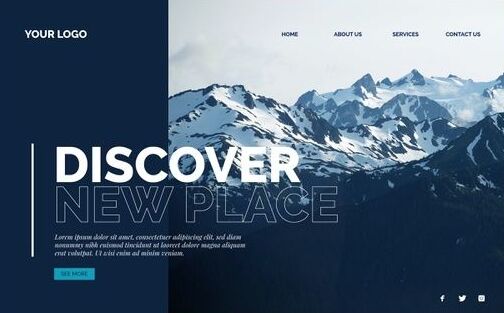 YOUR LOGO
HOME
ABOUT US
SERVICES
CONTACT US
DISCOVER
NEW PLACE
Lorem ipsum dolor sit amet, consectetuer adipiscing elit, sed diam
nonummy nibh euismod tincidunt ut laoreet dolore magna aliquam
erat volutpat. Ut wisi enim ad minim veniam.
SEE MORE